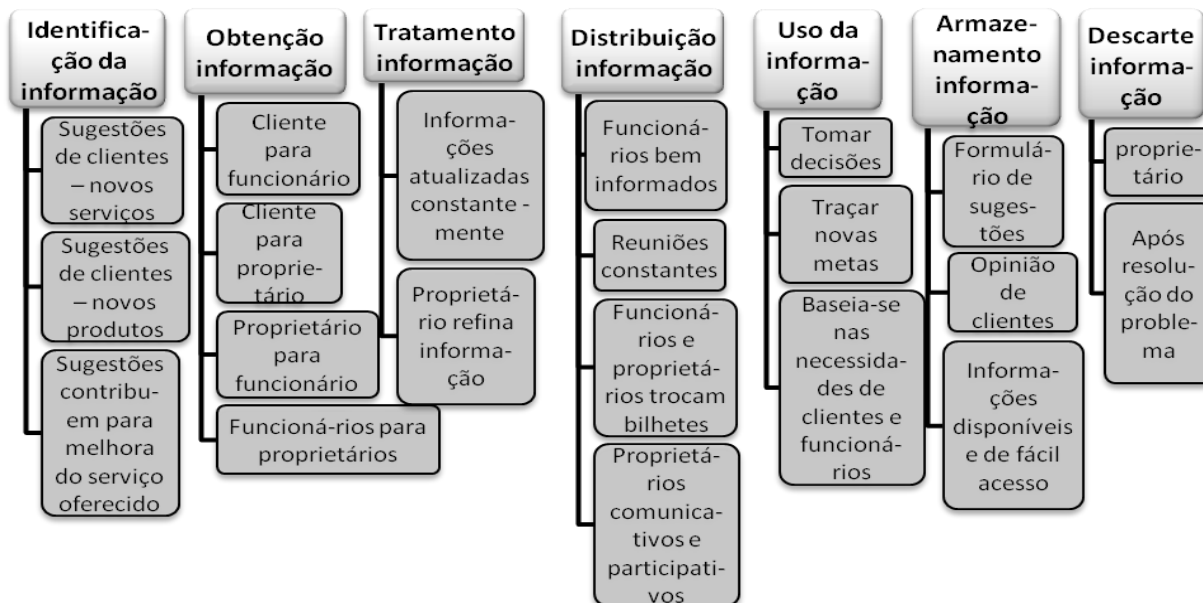 Identifica-
ção da
informação
Sugestões
de clientes
– novos
serviços
Sugestões
de clientes
– novos
produtos
Sugestões
contribu-
em para
melhora
do serviço
oferecido
Obtenção
informação
Cliente
para
funcionário
Cliente
para
proprie-
tário
Proprietário
para
funcionário
Funcioná-rios para
proprietários
Tratamento
informação
Informa-
ções
atualizadas
constante -
mente
Proprietá-
rio refina
informa-
ção
Distribuição
informação
Funcioná-
rios bem
informados
Reuniões
constantes
Funcioná-
rios e
proprietá-
rios trocam
bilhetes
Proprietá-
rios
comunica-
tivos e
participati-
vos
Uso da
informa-
ção
Tomar
decisões
Traçar
novas
metas
Baseia-se
nas
necessida-
des de
clientes e
funcioná-
rios
Armaze-
namento
informa-
ção
Formulá-
rio de
suges-
tões
Opinião
de
clientes
Informa-
ções
disponíveis
e de fácil
acesso
Descarte
informa-
ção
proprie-
tário
Após
resolu-
ção do
proble-
ma